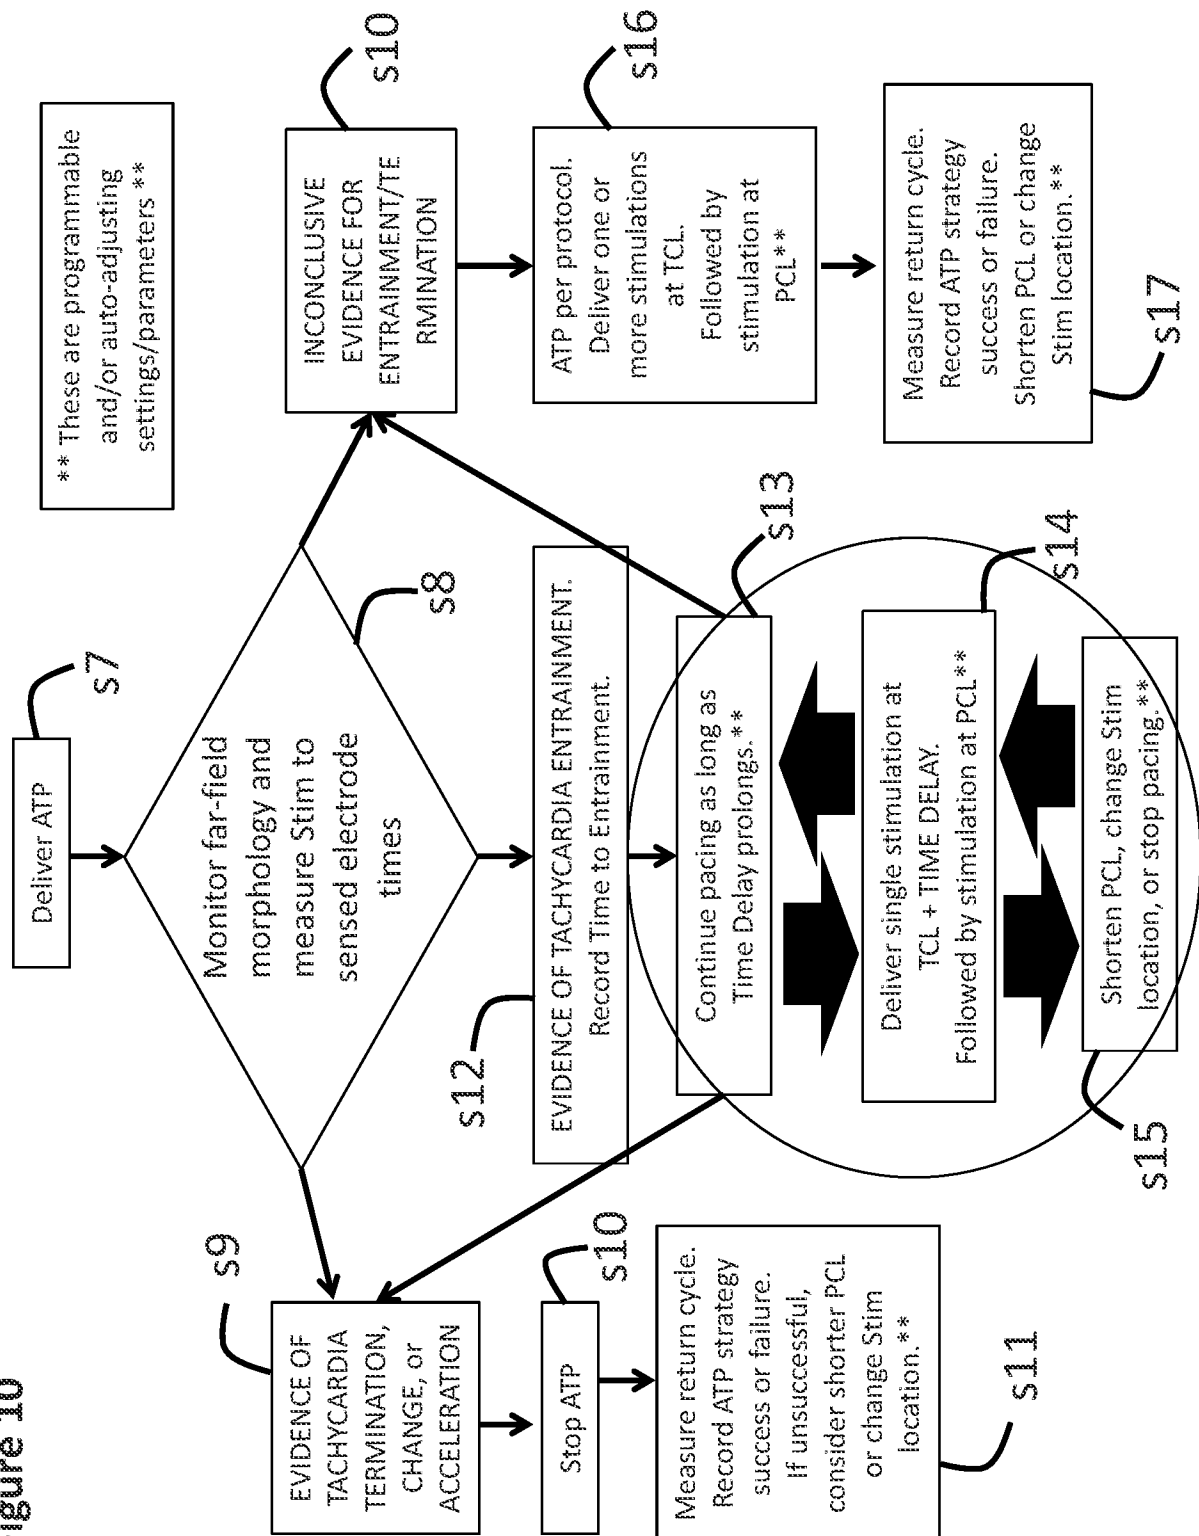 Figure 10
Deliver ATP
s7
Monitor far-field
morphology and
measure Stim to
sensed electrode
times
s8
** These are programmable
and/or auto-adjusting
settings/parameters **
EVIDENCE OF
TACHYCARDIA
TERMINATION,
CHANGE, or
ACCELERATION
s9
Stop ATP
s10
Measure return cycle.
Record ATP strategy
success or failure.
If unsuccessful,
consider shorter PCL
or change Stim
location.**
s11
EVIDENCE OF TACHYCARDIA ENTRAINMENT.
Record Time to Entrainment.
s12
Continue pacing as long as
Time Delay prolongs.**
s13
Deliver single stimulation at
TCL + TIME DELAY.
Followed by stimulation at PCL**
s14
Shorten PCL, change Stim
location, or stop pacing.**
s15
INCONCLUSIVE
EVIDENCE FOR
ENTRAINMENT/TE
RMINATION
s10
ATP per protocol.
Deliver one or
more stimulations
at TCL.
Followed by
stimulation at
PCL**
s16
Measure return cycle.
Record ATP strategy
success or failure.
Shorten PCL or change
Stim location.**
s17